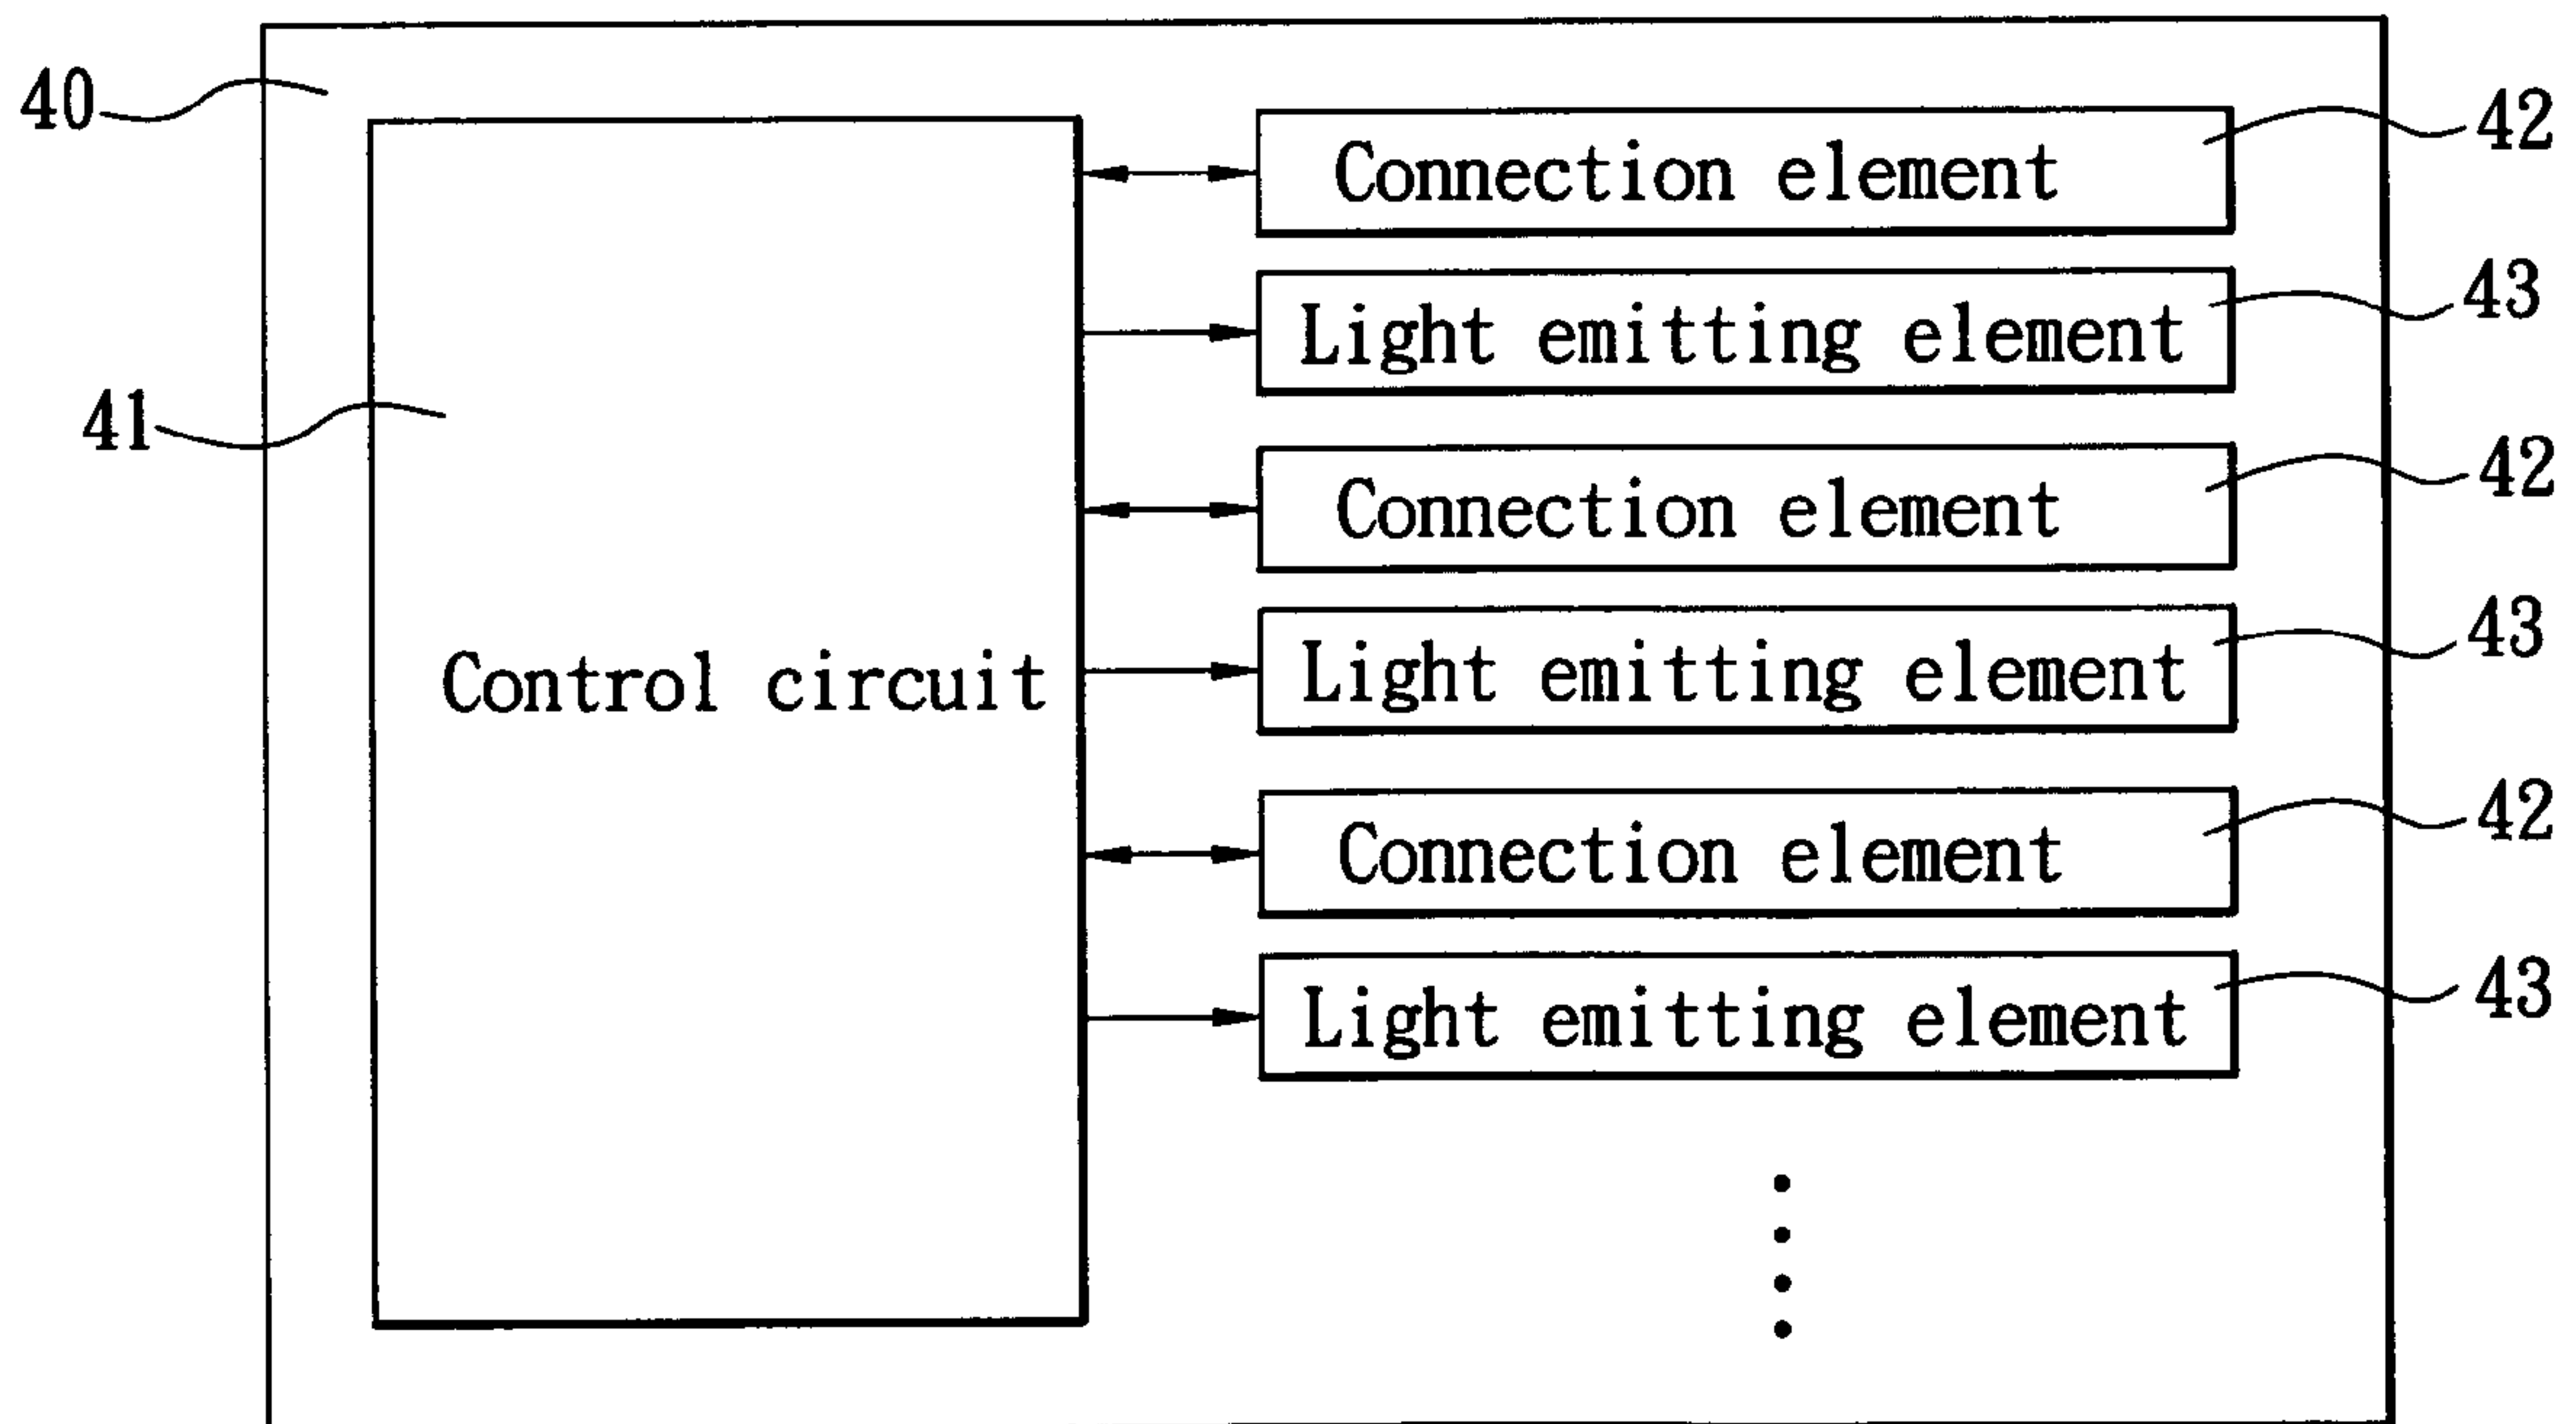 40
42
Connection element
43
Light emitting element
41
42
Connection element
43
Light emitting element
Control circuit
42
Connection element
43
Light emitting element